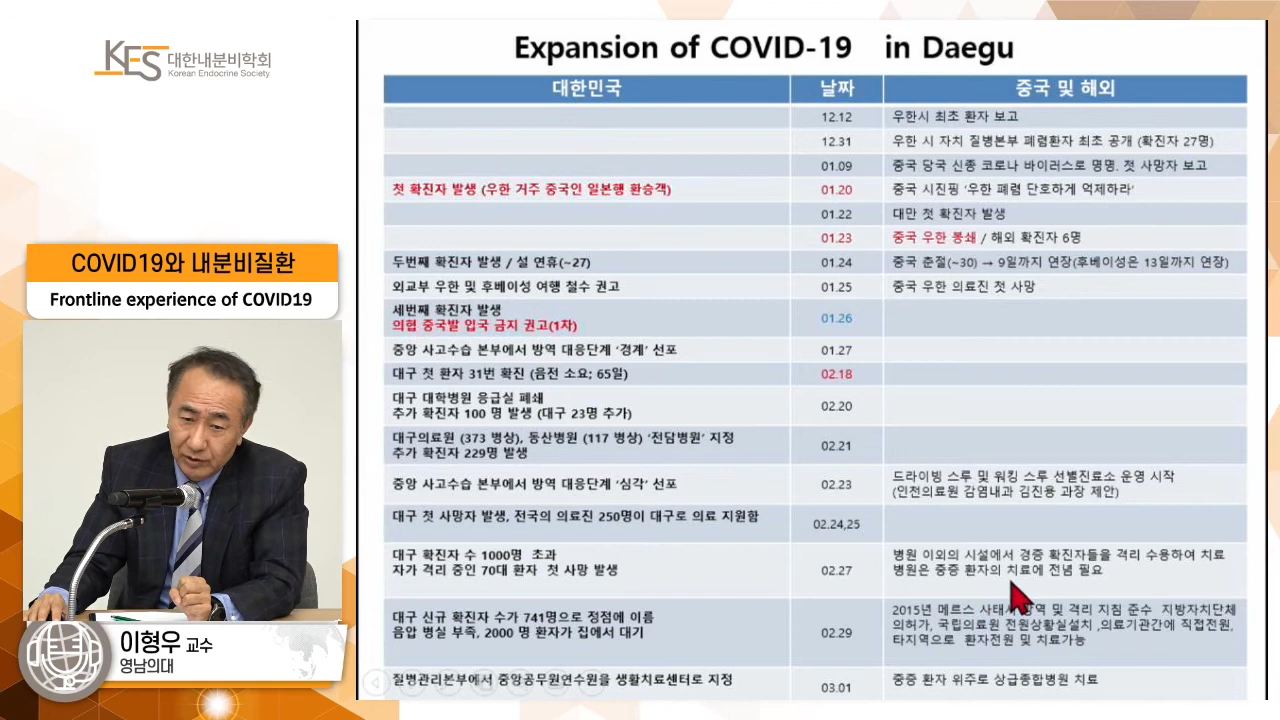 KES 대한내분비학회
Korean Endocrine Society
COVID19와 내분비질환
Frontline experience of COVID19
이형우 교수
영남의대
Expansion of COVID-19 in Daegu
대한민국 날짜 중국 및 해외
12.12 우한시 최초 환자 보고
12.31 우한 시 자치 질병본부 폐렴환자 최초 공개 (확진자 27명)
01.09 중국 당국 신종 코로나 바이러스로 명명. 첫 사망자 보고
첫 확진자 발생 (우한 거주 중국인 일본행 환승객) 01.20 중국 시진핑 ‘우한 폐렴 단호하게 억제하라’
01.22 대만 첫 확진자 발생
01.23 중국 우한 봉쇄 / 해외 확진자 6명
두번째 확진자 발생 / 설 연휴(~27) 01.24 중국 춘절(~30) → 9일까지 연장(후베이성은 13일까지 연장)
외교부 우한 및 후베이성 여행 철수 권고 01.25 중국 우한 의료진 첫 사망
세번째 확진자 발생
의협 중국발 입국 금지 권고(1차) 01.26
중앙 사고수습 본부에서 방역 대응단계 ‘경계’ 선포 01.27
대구 첫 환자 31번 확진 (음전 소요; 65일) 02.18
대구 대학병원 응급실 폐쇄
추가 확진자 100 명 발생 (대구 23명 추가) 02.20
대구의료원 (373 병상), 동산병원 (117 병상) ‘전담병원’ 지정
추가 확진자 229명 발생 02.21
중앙 사고수습 본부에서 방역 대응단계 ‘심각’ 선포 02.23 드라이빙 스루 및 워킹 스루 선별진료소 운영 시작
(인천의료원 감염내과 김진용 과장 제안)
대구 첫 사망자 발생, 전국의 의료진 250명이 대구로 의료 지원함 02.24,25
대구 확진자 수 1000명 초과
자가 격리 중인 70대 환자 첫 사망 발생 02.27 병원 이외의 시설에서 경증 확진자들을 격리 수용하여 치료
병원은 중증 환자의 치료에 전념 필요
대구 신규 확진자 수가 741명으로 정점에 이름
음압 병실 부족, 2000 명 환자가 집에서 대기 02.29 2015년 메르스 사태시 및 격리 지침 준수 지방자치단체
의허가, 국립의료원 전원상황실설치 ,의료기관간에 직접전원,
타지역으로 환자전원 및 치료가능
질병관리본부에서 중앙공무원연수원을 생활치료센터로 지정 03.01 중증 환자 위주로 상급종합병원 치료